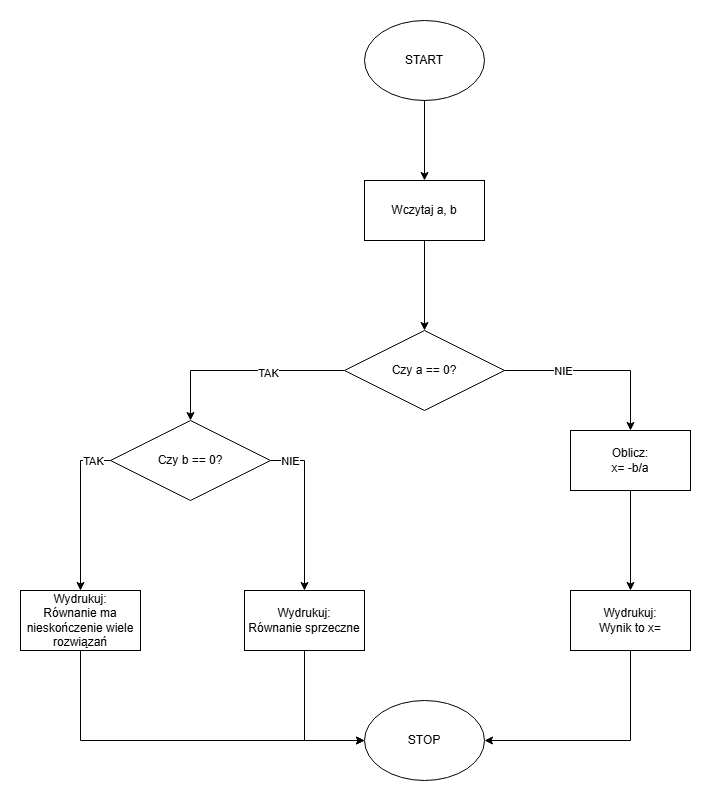 START
Wczytaj a, b
Czy a == 0?
TAK
NIE
Czy b == 0?
TAK
NIE
Oblicz:
x= -b/a
Wydrukuj:
Równanie ma
nieskończenie wiele
rozwiązań
Wydrukuj:
Równanie sprzeczne
Wydrukuj:
Wynik to x=
STOP